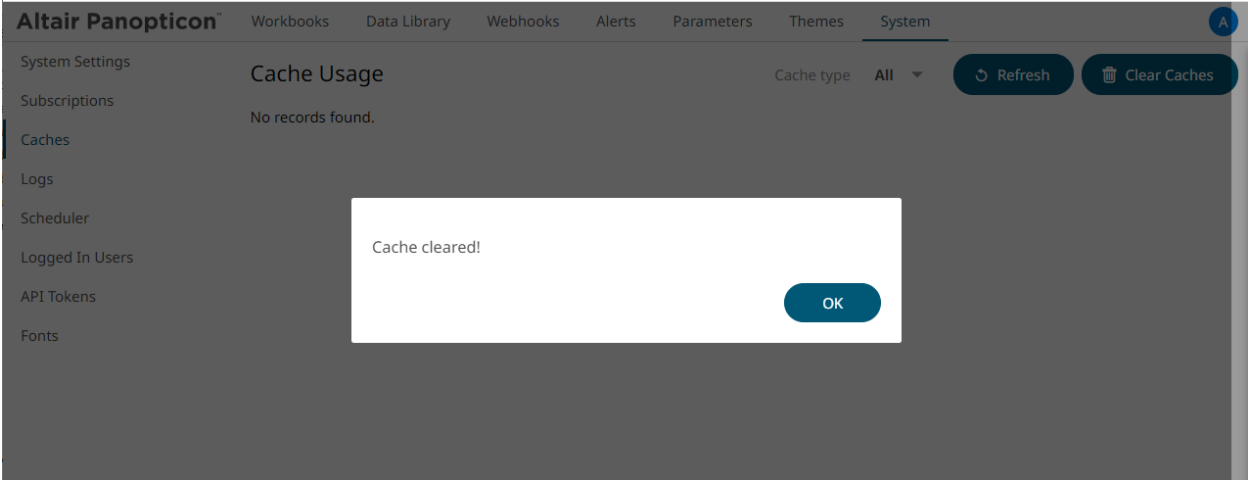 Altair Panopticon™ Workbooks Data Library Webhooks Alerts Parameters Themes System A
System Settings
Subscriptions
Caches
Logs
Scheduler
Logged In Users
API Tokens
Fonts
Cache Usage Cache type All Refresh Clear Caches
No records found.
Cache cleared!
OK